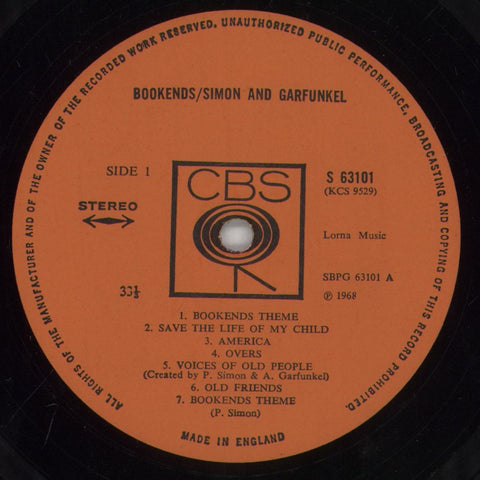 ALL RIGHTS OF THE MANUFACTURER AND OF THE OWNER OF THE RECORDED WORK RESERVED. UNAUTHORIZED PUBLIC PERFORMANCE, BROADCASTING AND COPYING OF THIS RECORD PROHIBITED.
BOOKENDS/SIMON AND GARFUNKEL
SIDE 1
CBS
S 63101
(KCS 9529)
STEREO
Lorna Music
SBPG 63101 A
33⅓
℗ 1968
1. BOOKENDS THEME
2. SAVE THE LIFE OF MY CHILD
3. AMERICA
4. OVERS
5. VOICES OF OLD PEOPLE
(Created by P. Simon & A. Garfunkel)
6. OLD FRIENDS
7. BOOKENDS THEME
(P. Simon)
MADE IN ENGLAND